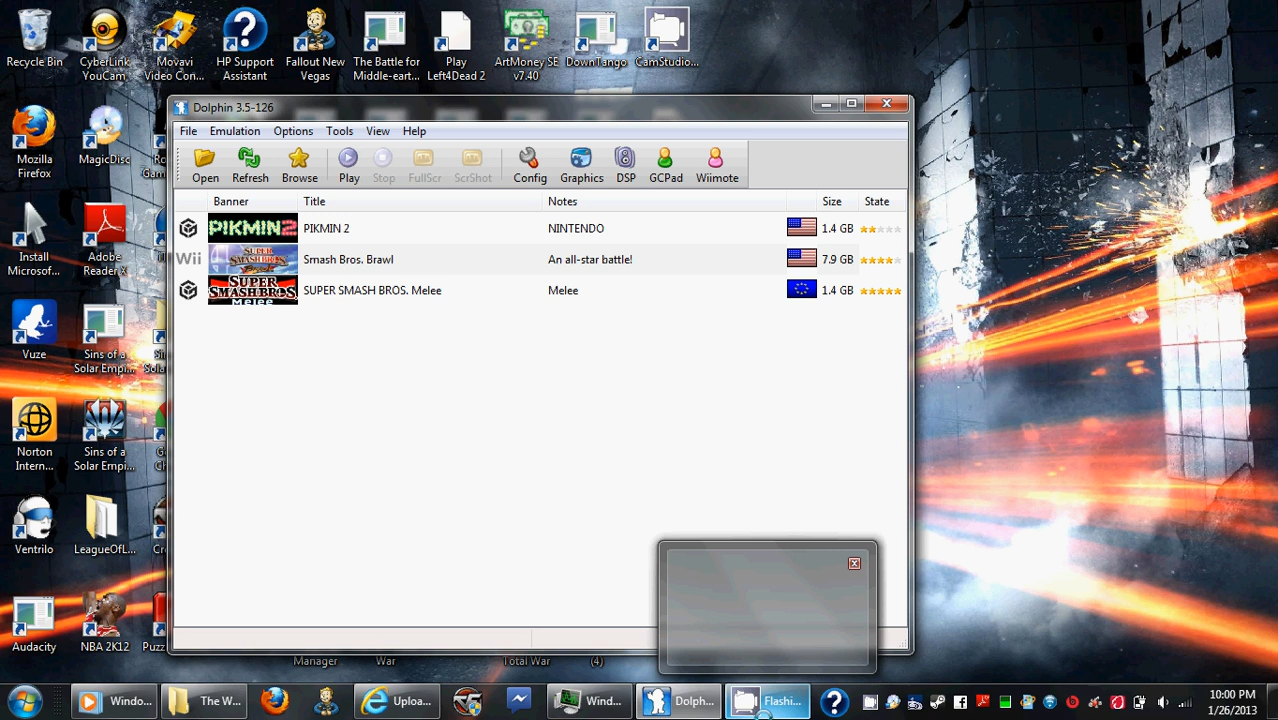 Recycle Bin
CyberLink YouCam
Movavi Video Con...
HP Support Assistant
Fallout New Vegas
The Battle for Middle-eart...
Play Left4Dead 2
ArtMoney SE v7.40
DownTango
CamStudio...
Dolphin 3.5-126
File Emulation Options Tools View Help
Open Refresh Browse Play Stop FullScr ScrShot Config Graphics DSP GCPad Wiimote
Banner Title Notes Size State
PIKMIN2 PIKMIN 2 NINTENDO 1.4 GB
Wii SUPER SMASH BROS. Smash Bros. Brawl An all-star battle! 7.9 GB
SUPER SMASH BROS. Melee SUPER SMASH BROS. Melee Melee 1.4 GB
Mozilla Firefox
MagicDisc
Install Microsof...
Adobe Reader X
Vuze
Sins of a Solar Empi...
Norton Intern...
Sins of a Solar Empi...
Ventrilo
LeagueOfL...
Audacity
NBA 2K12
Puzz
Manager
War
Total War
(4)
Windo...
The W...
Uploa...
Wind...
Dolph...
Flashi...
10:00 PM
1/26/2013